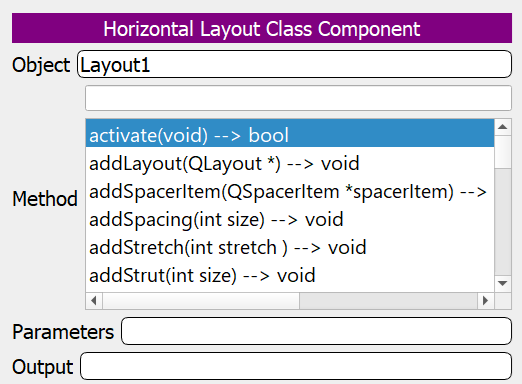 Horizontal Layout Class Component
Object Layout1
activate(void) --> bool
addLayout(QLayout *) --> void
addSpacerItem(QSpacerItem *spacerItem) -->
Method
addSpacing(int size) --> void
addStretch(int stretch ) --> void
addStrut(int size) --> void
Parameters
Output